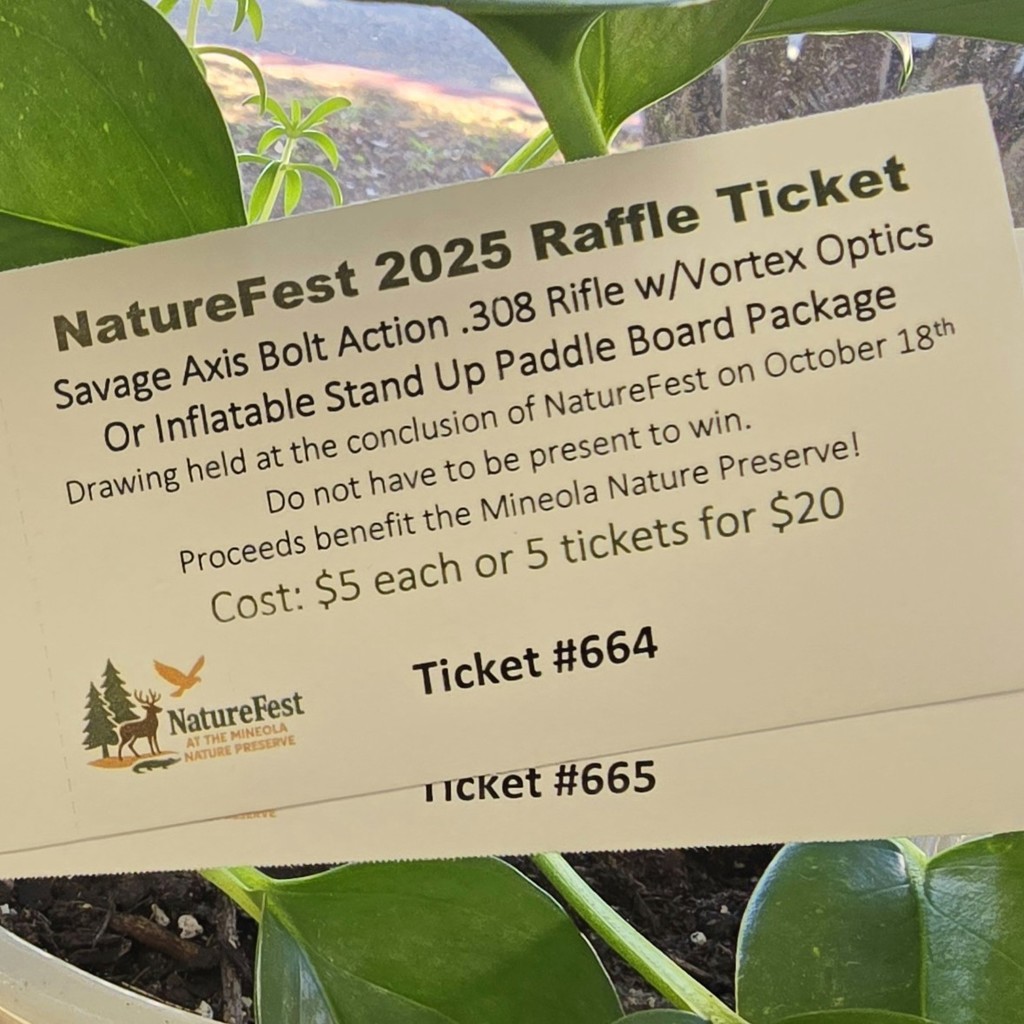 NatureFest 2025 Raffle Ticket
Savage Axis Bolt Action .308 Rifle w/Vortex Optics
Or Inflatable Stand Up Paddle Board Package
Drawing held at the conclusion of NatureFest on October 18th
Do not have to be present to win.
Proceeds benefit the Mineola Nature Preserve!
Cost: $5 each or 5 tickets for $20
Ticket #664
NatureFest
AT THE MINEOLA
NATURE PRESERVE
Ticket #665